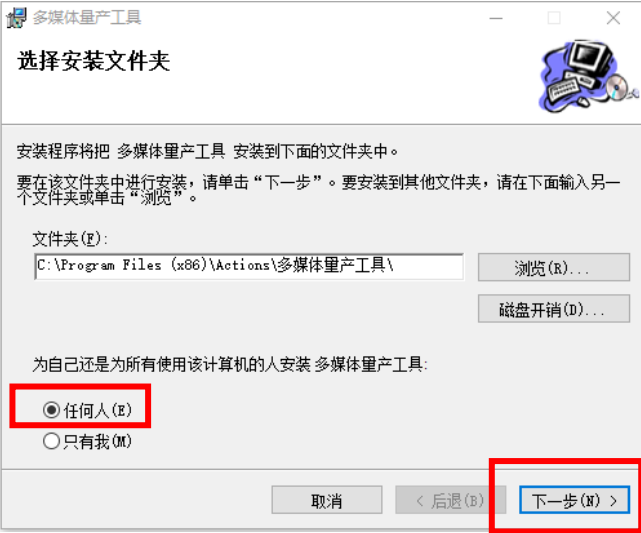 多媒体量产工具
选择安装文件夹
安装程序将把 多媒体量产工具 安装到下面的文件夹中。
要在该文件夹中进行安装，请单击“下一步”。要安装到其他文件夹，请在下面输入另一
个文件夹或单击“浏览”。
文件夹(F):
C:\Program Files (x86)\Actions\多媒体量产工具\
浏览(R)...
磁盘开销(D)...
为自己还是为所有使用该计算机的人安装 多媒体量产工具:
任何人(E)
只有我(M)
取消
< 后退(B)
下一步(N) >